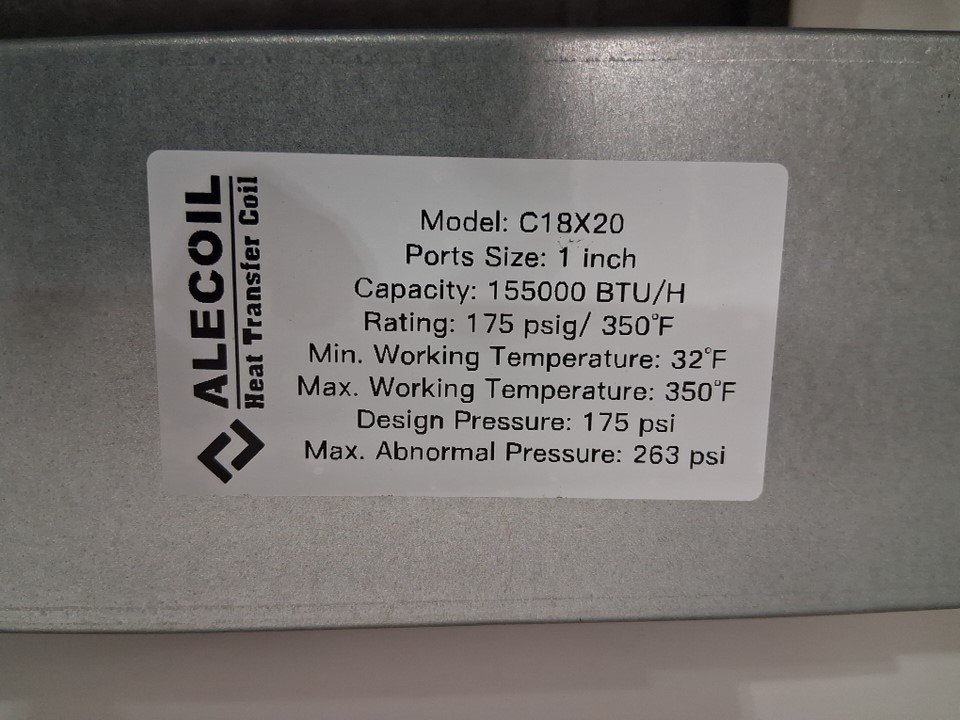 ALECOIL
Heat Transfer Coil
Model: C18X20
Ports Size: 1 inch
Capacity: 155000 BTU/H
Rating: 175 psig/ 350°F
Min. Working Temperature: 32°F
Max. Working Temperature: 350°F
Design Pressure: 175 psi
Max. Abnormal Pressure: 263 psi